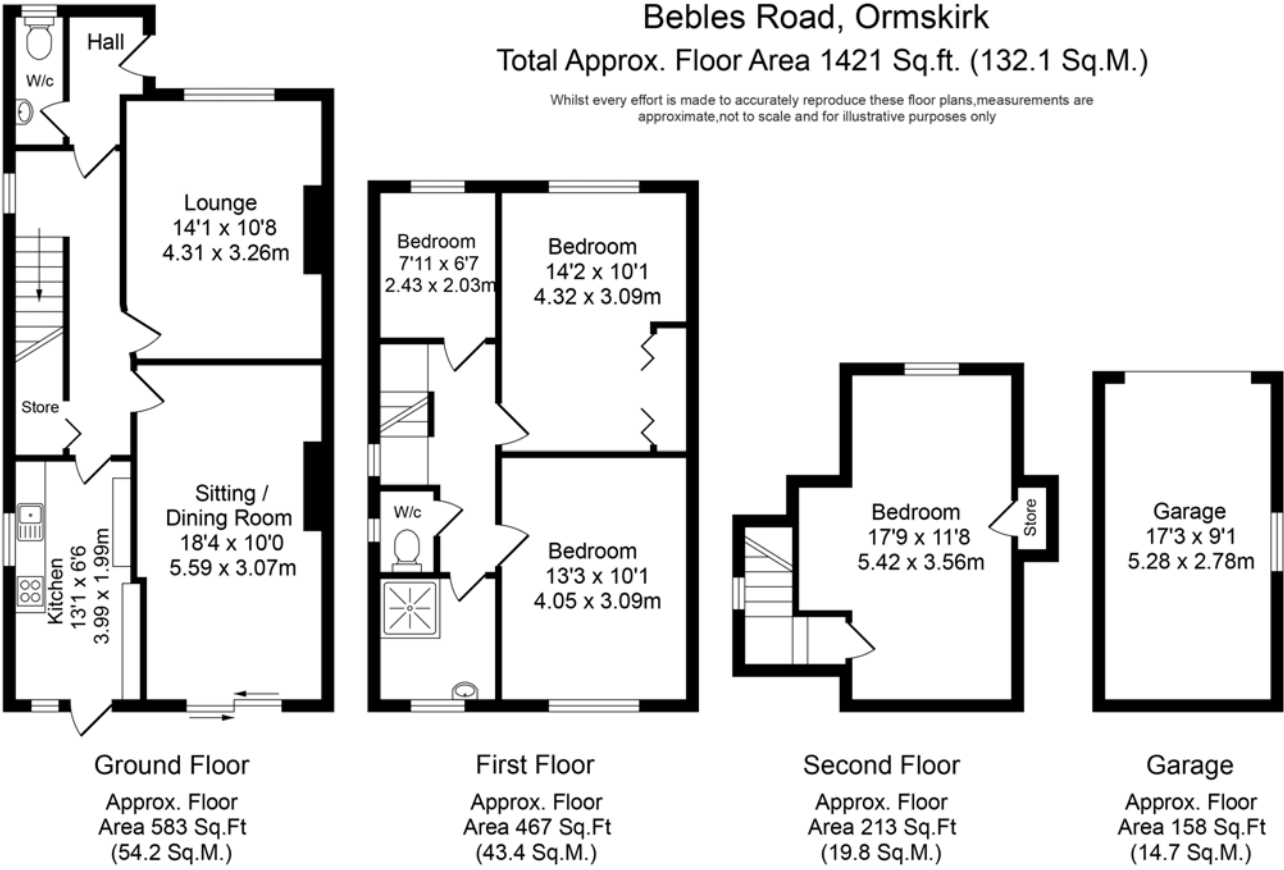 Bebles Road, Ormskirk
Total Approx. Floor Area 1421 Sq.ft. (132.1 Sq.M.)
Whilst every effort is made to accurately reproduce these floor plans,measurements are
approximate,not to scale and for illustrative purposes only
Hall
W/c
Lounge
14'1 x 10'8
4.31 x 3.26m
Store
Sitting /
Dining Room
18'4 x 10'0
5.59 x 3.07m
Kitchen
13'1 x 6'6
3.99 x 1.99m
Bedroom
7'11 x 6'7
2.43 x 2.03m
Bedroom
14'2 x 10'1
4.32 x 3.09m
W/c
Bedroom
13'3 x 10'1
4.05 x 3.09m
Bedroom
17'9 x 11'8
5.42 x 3.56m
Store
Garage
17'3 x 9'1
5.28 x 2.78m
Ground Floor
Approx. Floor
Area 583 Sq.Ft
(54.2 Sq.M.)
First Floor
Approx. Floor
Area 467 Sq.Ft
(43.4 Sq.M.)
Second Floor
Approx. Floor
Area 213 Sq.Ft
(19.8 Sq.M.)
Garage
Approx. Floor
Area 158 Sq.Ft
(14.7 Sq.M.)